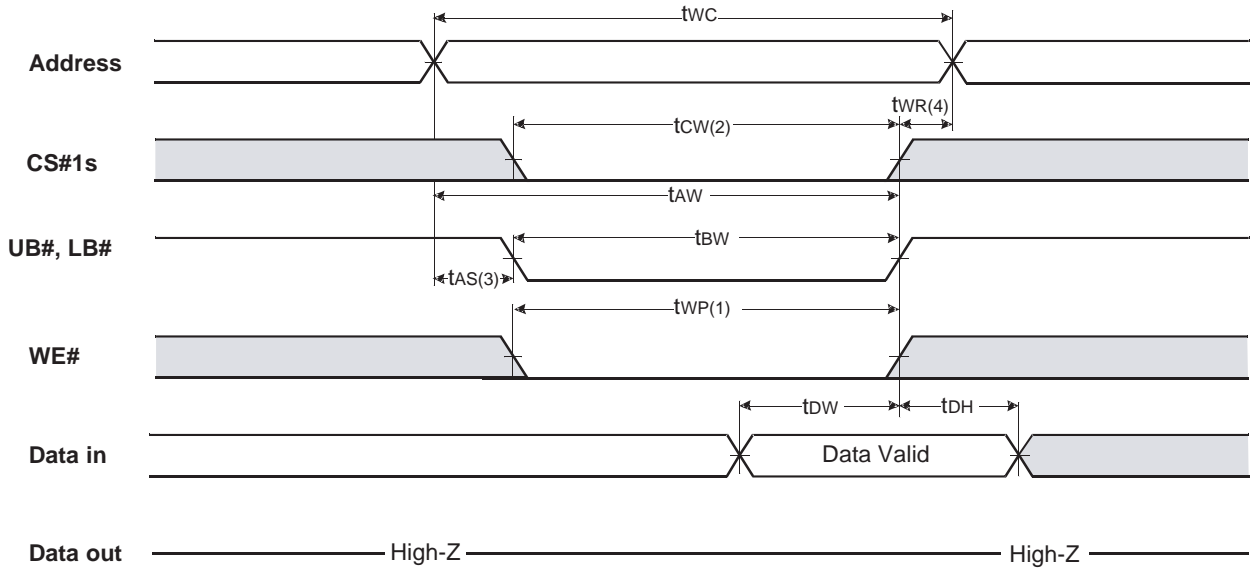 tWC
Address
tWR(4)
tCW(2)
CS#1s
tAW
UB#, LB#
tBW
tAS(3)
tWP(1)
WE#
tDW
tDH
Data in
Data Valid
Data out
High-Z
High-Z